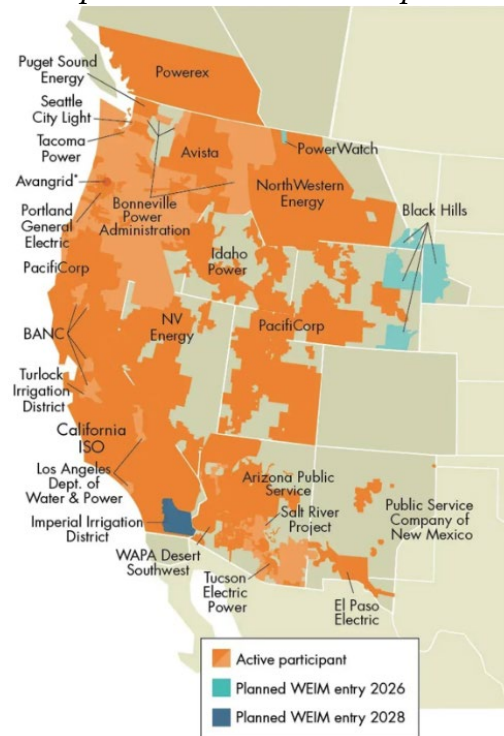 Puget Sound
Energy
Powerex
Seattle
City Light
Tacoma
Power
Avista
PowerWatch
Avangrid*
NorthWestern
Energy
Bonneville
Power
Administration
Black Hills
Portland
General
Electric
Idaho
Power
PacifiCorp
NV
Energy
PacifiCorp
BANC
Turlock
Irrigation
District
California
ISO
Los Angeles
Dept. of
Water & Power
Arizona Public
Service
Salt River
Project
Public Service
Company of
New Mexico
Imperial Irrigation
District
WAPA Desert
Southwest
Tucson
Electric
Power
El Paso
Electric
Active participant
Planned WEIM entry 2026
Planned WEIM entry 2028